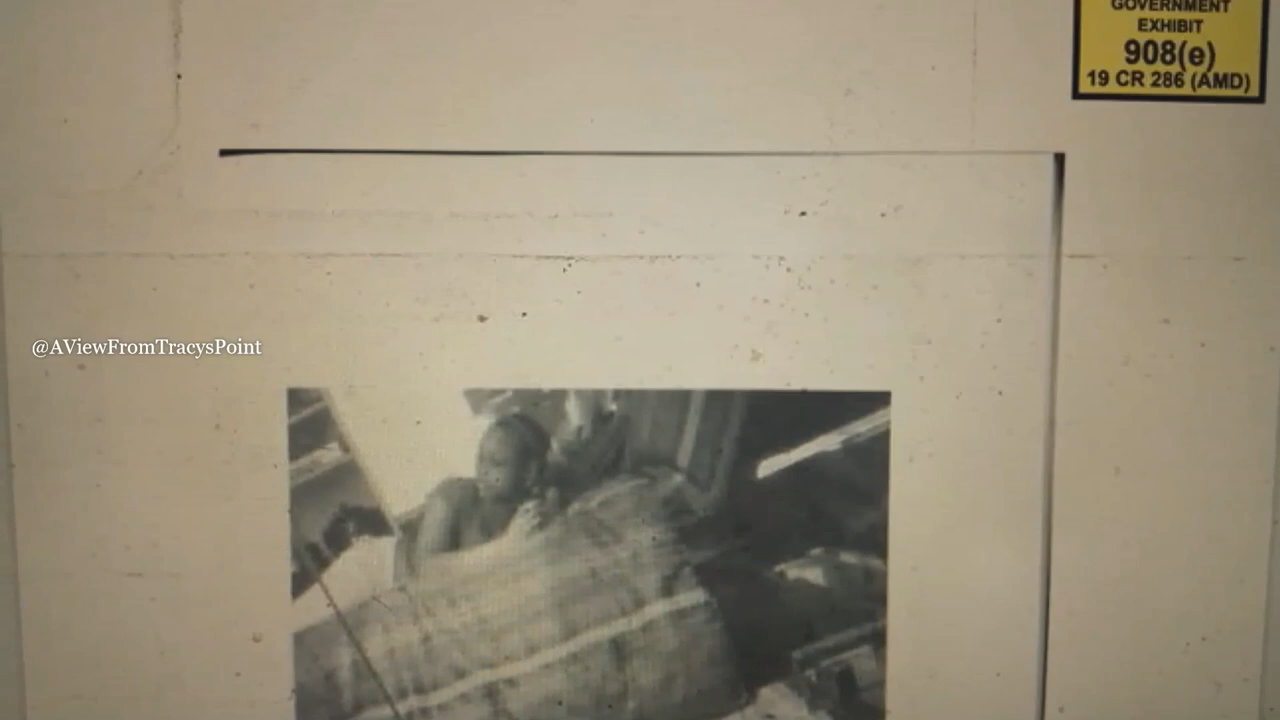 GOVERNMENT
EXHIBIT
908(e)
19 CR 286 (AMD)
@AViewFromTracysPoint